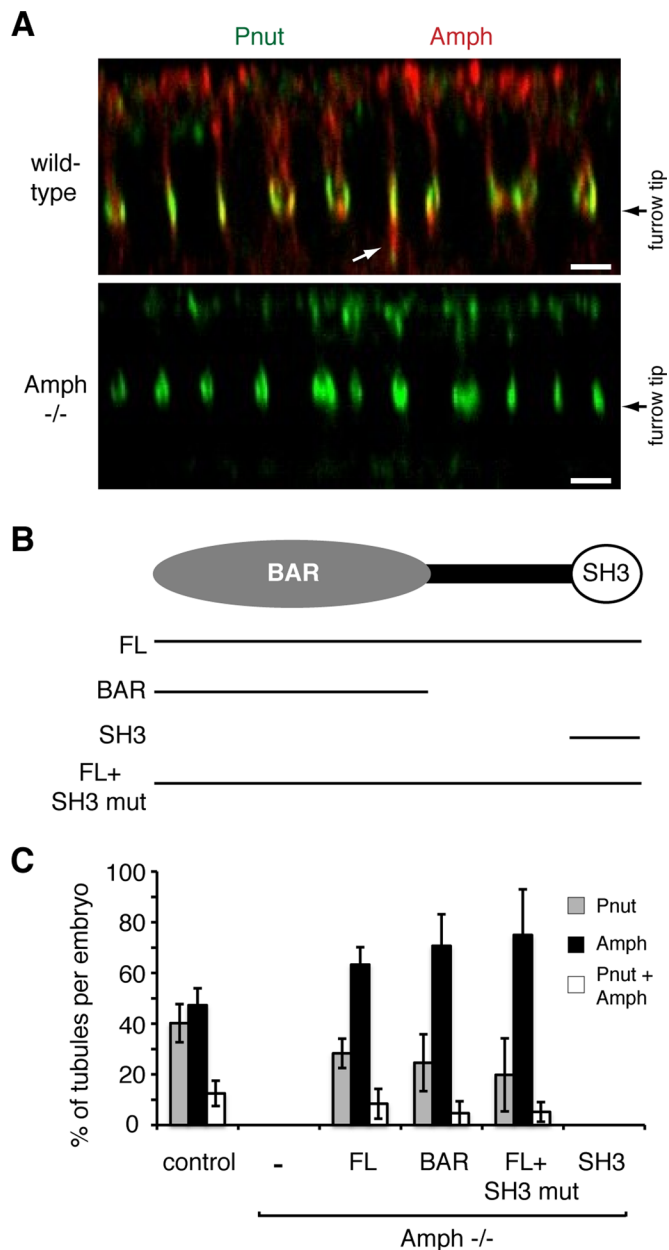 A
Pnut Amph
wild-
type
furrow tip
Amph
-/-
furrow tip
B
BAR SH3
FL
BAR
SH3
FL+
SH3 mut
C
% of tubules per embryo
100
80
60
40
20
0
Pnut
Amph
Pnut +
Amph
control - FL BAR FL+ SH3
SH3 mut
Amph -/-